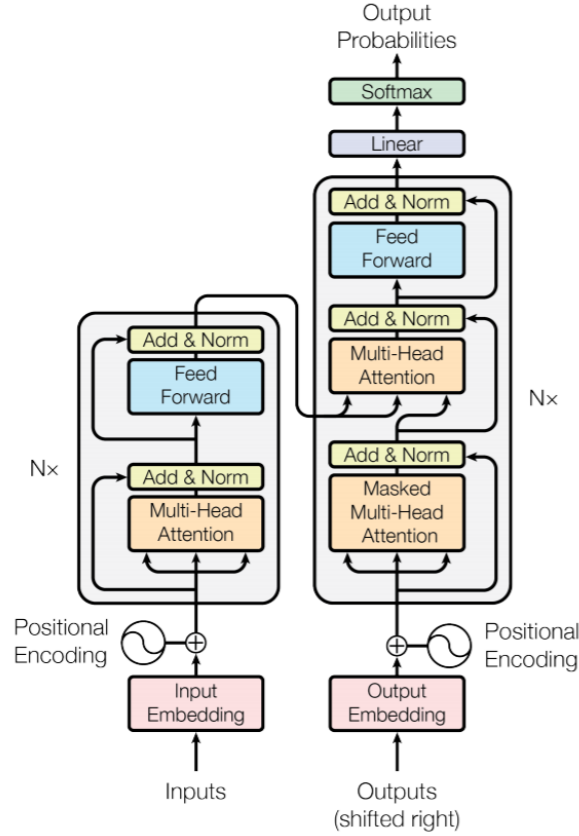 Output
Probabilities
Softmax
Linear
Add & Norm
Feed
Forward
Add & Norm
Multi-Head
Attention
Add & Norm
Masked
Multi-Head
Attention
N×
Add & Norm
Feed
Forward
Add & Norm
Multi-Head
Attention
N×
Positional
Encoding
Positional
Encoding
Input
Embedding
Output
Embedding
Inputs
Outputs
(shifted right)